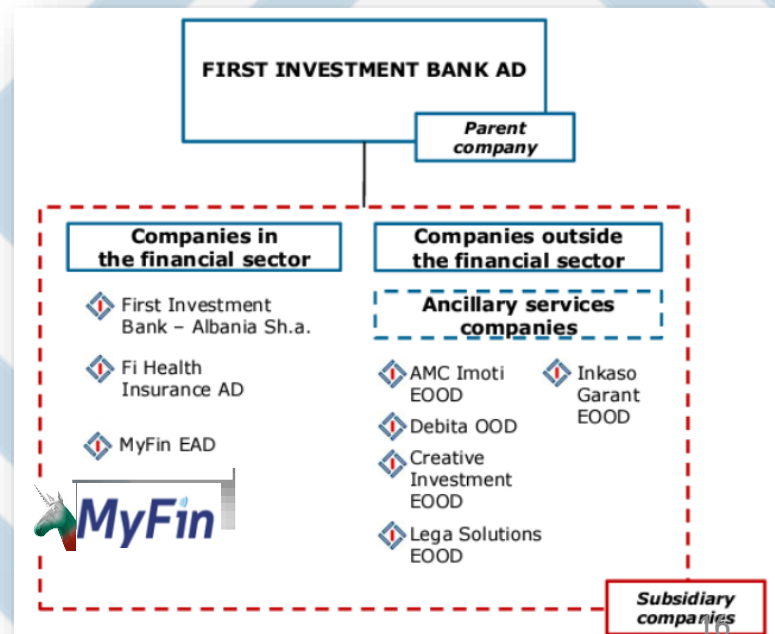 FIRST INVESTMENT BANK AD
Parent
company
Companies in
the financial sector
First Investment
Bank – Albania Sh.a.
Fi Health
Insurance AD
MyFin EAD
MyFin
Companies outside
the financial sector
Ancillary services
companies
AMC Imoti
EOOD
Debita OOD
Creative
Investment
EOOD
Lega Solutions
EOOD
Inkaso
Garant
EOOD
Subsidiary
companies
16